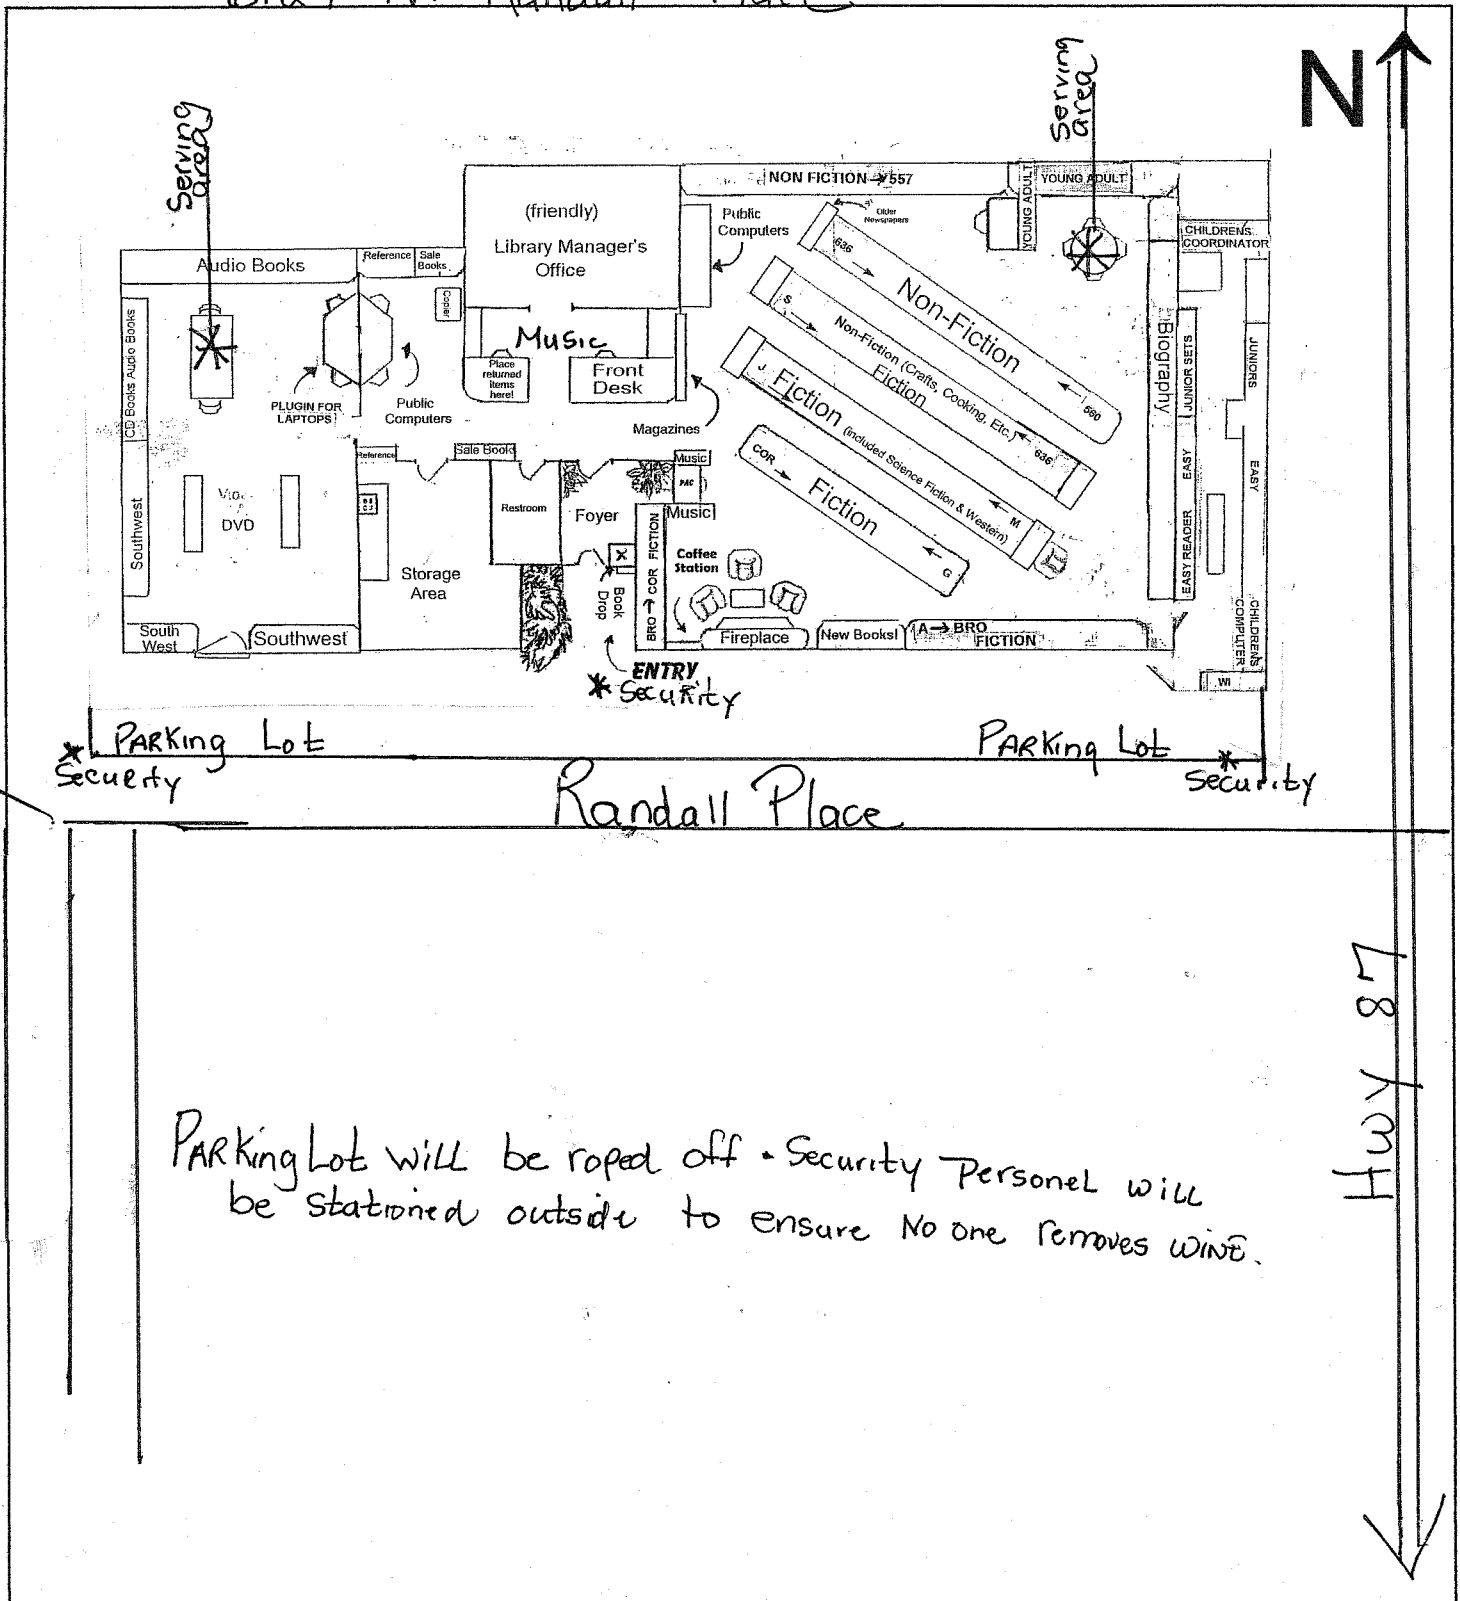 Randall Place
N
Serving
area
Serving
area
NON FICTION → 557
YOUNG ADULT
YOUNG ADULT
(friendly)
Library Manager's
Office
Public
Computers
Older
Newspapers
CHILDRENS
COORDINATOR
Audio Books
Reference
Sale
Books
Copier
636
Non-Fiction
580
S
Non-Fiction (Crafts, Cooking, Etc.)
Fiction
636
J
Fiction (included Science Fiction & Western)
M
COR
Fiction
G
Biography
JUNIOR SETS
JUNIORS
EASY
EASY
EASY READER
CHILDRENS
COMPUTER
WI
CD Books Audio Books
PLUGIN FOR
LAPTOPS
Public
Computers
Music
Place
returned
items
here!
Front
Desk
Magazines
Reference
Sale Book
Music
PAC
Music
Southwest
DVD
Storage
Area
Restroom
Foyer
X
Book
Drop
BRO → COR FICTION
Coffee
Station
South
West
Southwest
Fireplace
New Books!
A → BRO
FICTION
ENTRY
* Security
PARKing Lot
PARKing Lot
* Security
* Security
Randall Place
Hwy 87
PARKing Lot will be roped off. Security Personel will
be stationed outside to ensure No one removes wine.